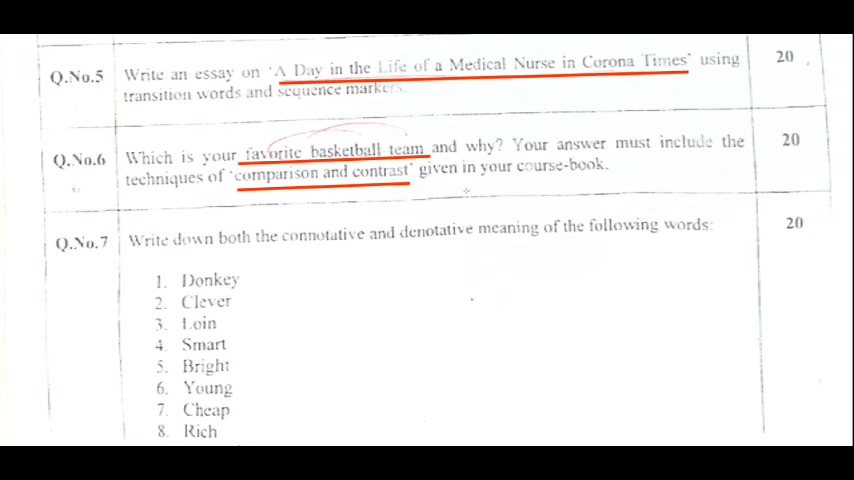 Q.No.5 Write an essay on 'A Day in the Life of a Medical Nurse in Corona Times' using 20
transition words and sequence markers.
Q.No.6 Which is your favorite basketball team and why? Your answer must include the 20
techniques of 'comparison and contrast' given in your course-book.
Q.No.7 Write down both the connotative and denotative meaning of the following words: 20
1. Donkey
2. Clever
3. Loin
4. Smart
5. Bright
6. Young
7. Cheap
8. Rich